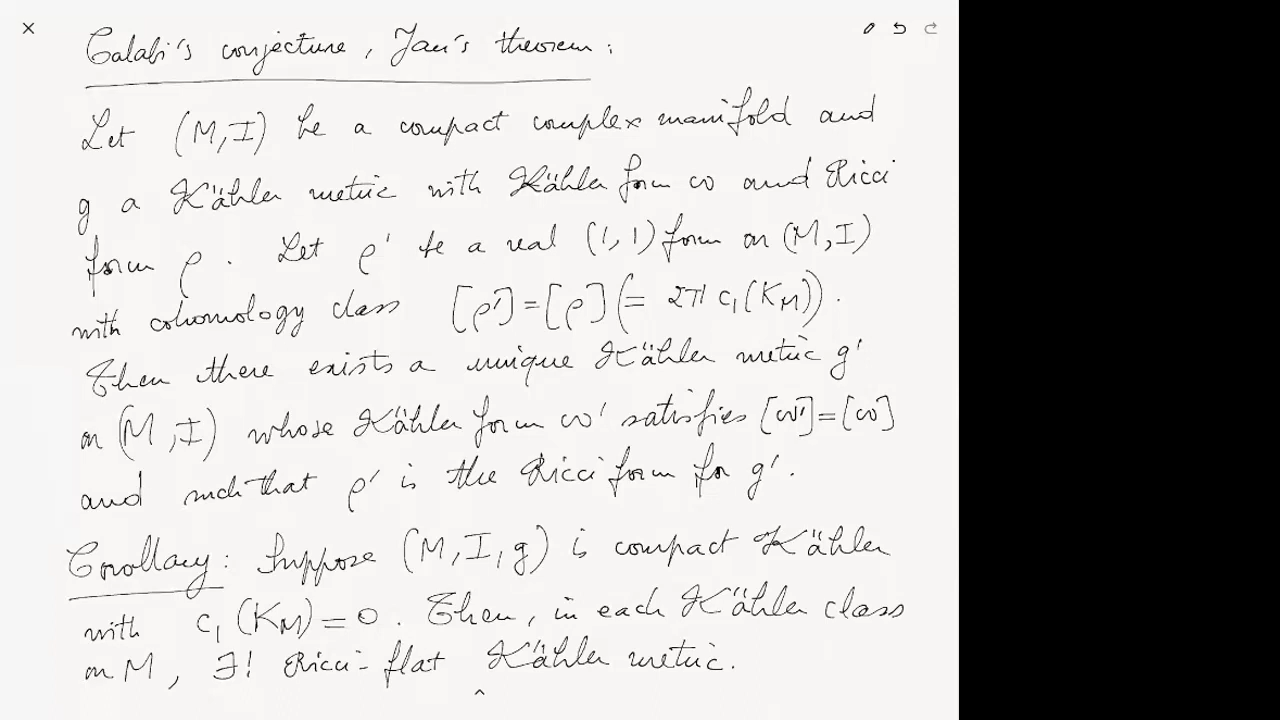 Calabi's conjecture, Yau's theorem:
Let (M,I) be a compact complex manifold and
g a Kähler metric with Kähler form ω and Ricci
form ρ. Let ρ' be a real (1,1) form on (M,I)
with cohomology class [ρ']=[ρ](= 2π c₁(K_M)).
Then there exists a unique Kähler metric g'
on (M,I) whose Kähler form ω' satisfies [ω']=[ω]
and such that ρ' is the Ricci form for g'.
Corollary: Suppose (M,I,g) is compact Kähler
with c₁(K_M)=0. Then, in each Kähler class
on M, ∃! Ricci-flat Kähler metric.